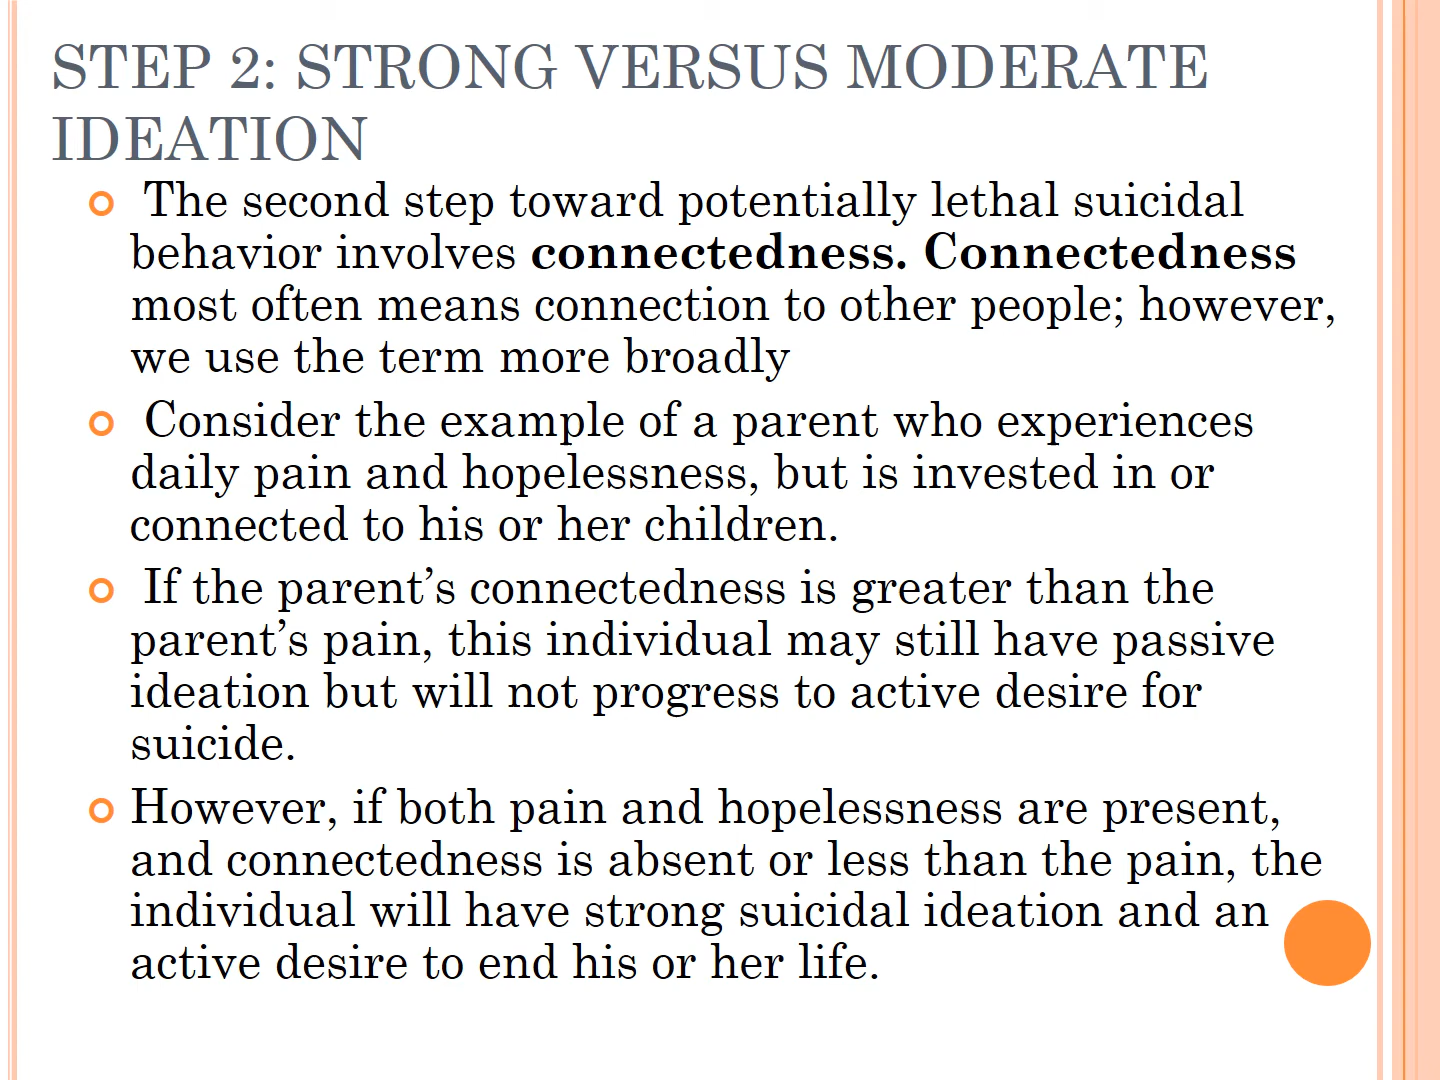 STEP 2: STRONG VERSUS MODERATE
IDEATION
The second step toward potentially lethal suicidal
behavior involves connectedness. Connectedness
most often means connection to other people; however,
we use the term more broadly
Consider the example of a parent who experiences
daily pain and hopelessness, but is invested in or
connected to his or her children.
If the parent’s connectedness is greater than the
parent’s pain, this individual may still have passive
ideation but will not progress to active desire for
suicide.
However, if both pain and hopelessness are present,
and connectedness is absent or less than the pain, the
individual will have strong suicidal ideation and an
active desire to end his or her life.